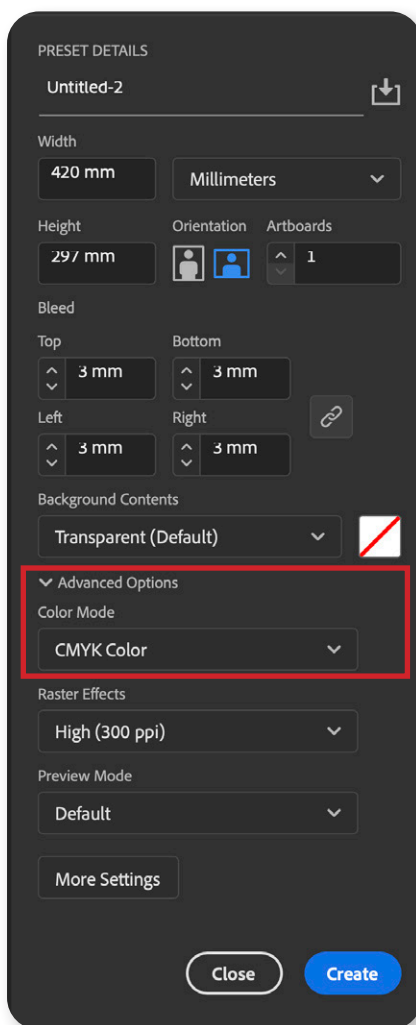 PRESET DETAILS
Untitled-2
Width
420 mm Millimeters
Height Orientation Artboards
297 mm 1
Bleed
Top Bottom
3 mm 3 mm
Left Right
3 mm 3 mm
Background Contents
Transparent (Default)
Advanced Options
Color Mode
CMYK Color
Raster Effects
High (300 ppi)
Preview Mode
Default
More Settings
Close Create